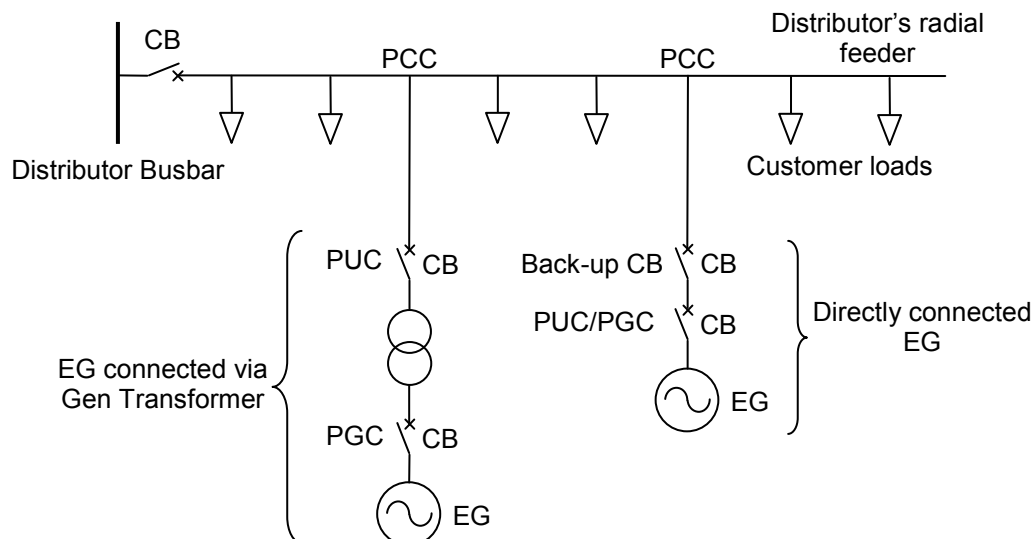 Distributor's radial
feeder
CB
PCC
PCC
Distributor Busbar
Customer loads
PUC
CB
Back-up CB
CB
PUC/PGC
CB
Directly connected
EG
EG connected via
Gen Transformer
EG
PGC
CB
EG